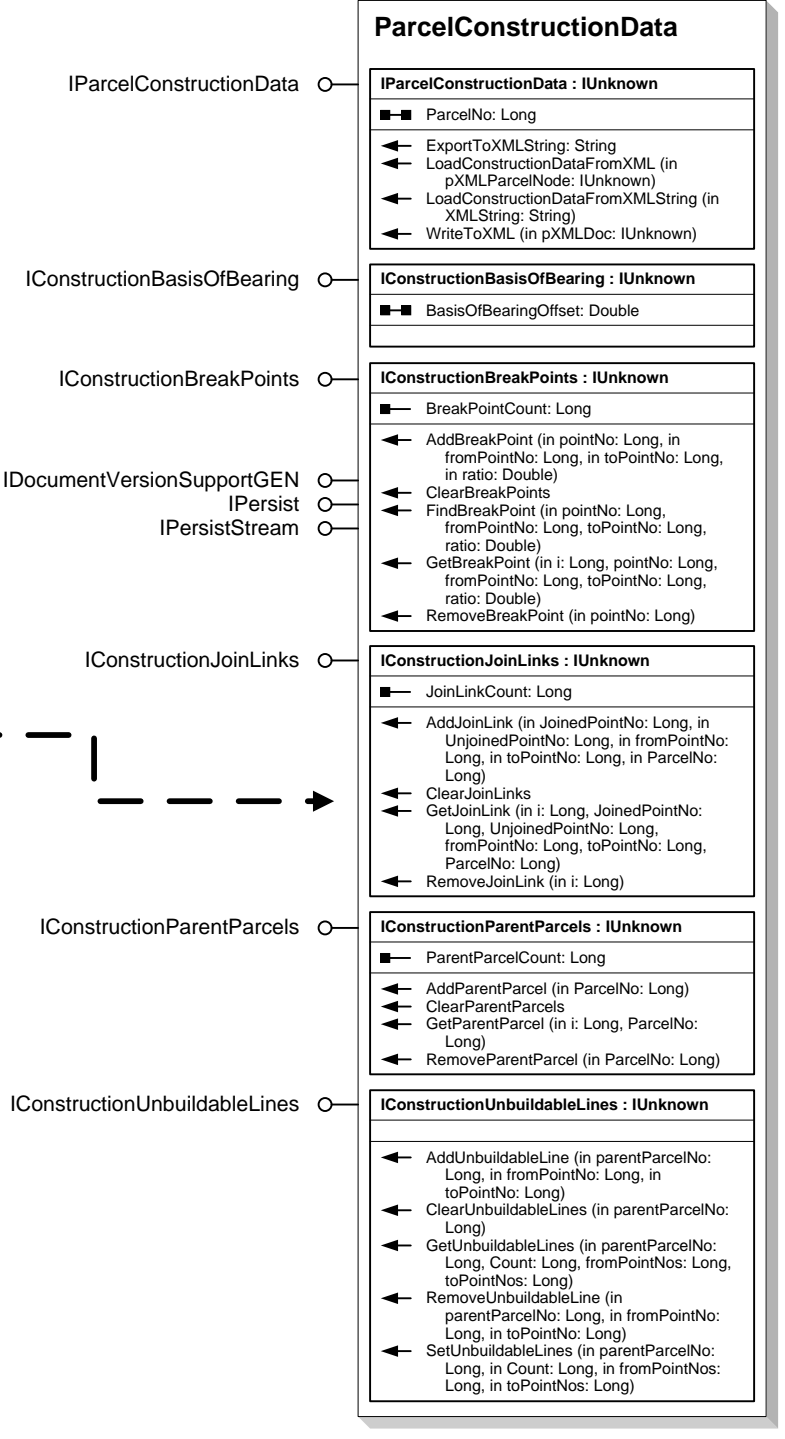 ParcelConstructionData
IParcelConstructionData
IParcelConstructionData : IUnknown
ParcelNo: Long
ExportToXMLString: String
LoadConstructionDataFromXML (in
pXMLParcelNode: IUnknown)
LoadConstructionDataFromXMLString (in
XMLString: String)
WriteToXML (in pXMLDoc: IUnknown)
IConstructionBasisOfBearing
IConstructionBasisOfBearing : IUnknown
BasisOfBearingOffset: Double
IConstructionBreakPoints
IConstructionBreakPoints : IUnknown
BreakPointCount: Long
AddBreakPoint (in pointNo: Long, in
fromPointNo: Long, in toPointNo: Long,
in ratio: Double)
ClearBreakPoints
FindBreakPoint (in pointNo: Long,
fromPointNo: Long, toPointNo: Long,
ratio: Double)
GetBreakPoint (in i: Long, pointNo: Long,
fromPointNo: Long, toPointNo: Long,
ratio: Double)
RemoveBreakPoint (in pointNo: Long)
IDocumentVersionSupportGEN
IPersist
IPersistStream
IConstructionJoinLinks
IConstructionJoinLinks : IUnknown
JoinLinkCount: Long
AddJoinLink (in JoinedPointNo: Long, in
UnjoinedPointNo: Long, in fromPointNo:
Long, in toPointNo: Long, in ParcelNo:
Long)
ClearJoinLinks
GetJoinLink (in i: Long, JoinedPointNo:
Long, UnjoinedPointNo: Long,
fromPointNo: Long, toPointNo: Long,
ParcelNo: Long)
RemoveJoinLink (in i: Long)
IConstructionParentParcels
IConstructionParentParcels : IUnknown
ParentParcelCount: Long
AddParentParcel (in ParcelNo: Long)
ClearParentParcels
GetParentParcel (in i: Long, ParcelNo:
Long)
RemoveParentParcel (in ParcelNo: Long)
IConstructionUnbuildableLines
IConstructionUnbuildableLines : IUnknown
AddUnbuildableLine (in parentParcelNo:
Long, in fromPointNo: Long, in
toPointNo: Long)
ClearUnbuildableLines (in parentParcelNo:
Long)
GetUnbuildableLines (in parentParcelNo:
Long, Count: Long, fromPointNos: Long,
toPointNos: Long)
RemoveUnbuildableLine (in
parentParcelNo: Long, in fromPointNo:
Long, in toPointNo: Long)
SetUnbuildableLines (in parentParcelNo:
Long, in Count: Long, in fromPointNos:
Long, in toPointNos: Long)